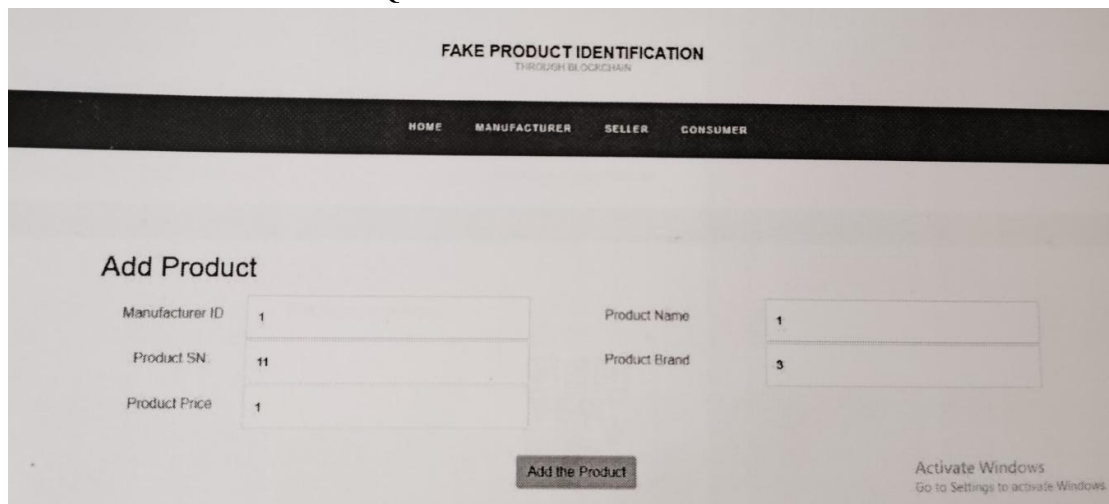 FAKE PRODUCT IDENTIFICATION
THROUGH BLOCKCHAIN
HOME MANUFACTURER SELLER CONSUMER
Add Product
Manufacturer ID 1 Product Name 1
Product SN 11 Product Brand 3
Product Price 1
Add the Product
Activate Windows
Go to Settings to activate Windows.